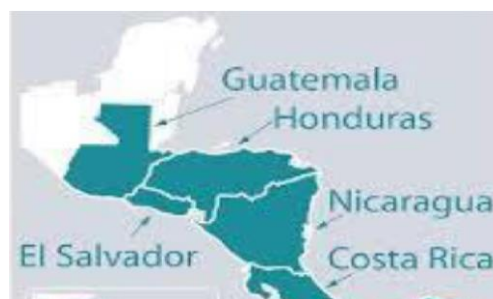 Guatemala
Honduras
Nicaragua
El Salvador
Costa Rica